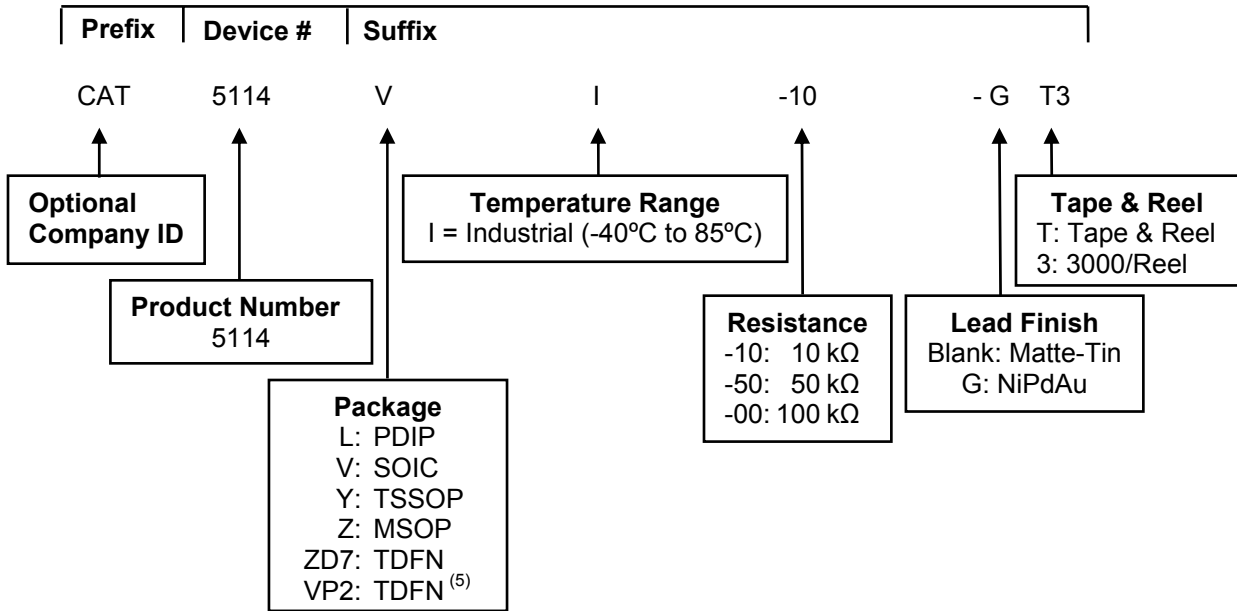 Prefix Device # Suffix
CAT 5114 V I -10 - G T3
Optional
Company ID
Product Number
5114
Package
L: PDIP
V: SOIC
Y: TSSOP
Z: MSOP
ZD7: TDFN
VP2: TDFN (5)
Temperature Range
I = Industrial (-40ºC to 85ºC)
Resistance
-10: 10 kΩ
-50: 50 kΩ
-00: 100 kΩ
Lead Finish
Blank: Matte-Tin
G: NiPdAu
Tape & Reel
T: Tape & Reel
3: 3000/Reel